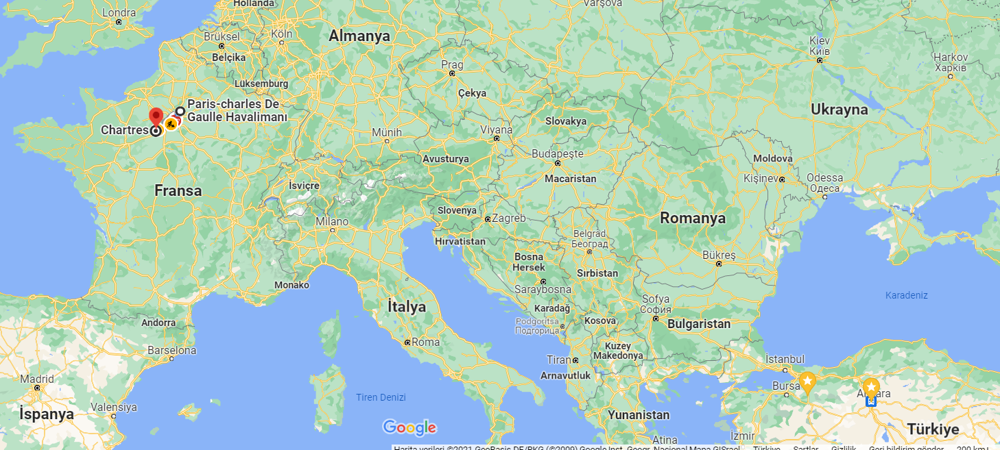 Hollanda
Varşova
Londra
Brüksel
Köln
Almanya
Belçika
Kiev
Київ
Harkov
Харків
Prag
Lüksemburg
Çekya
Paris-charles De
Gaulle Havalimanı
Ukrayna
Chartres
Slovakya
Münih
Viyana
Avusturya
Budapeşte
Moldova
Macaristan
Kişinev
Odessa
Одеса
İsviçre
Fransa
Slovenya
Milano
Zagreb
Romanya
Belgrad
Београд
Hırvatistan
Bosna
Hersek
Bükreş
Sırbistan
Monako
Saraybosna
Karadeniz
İtalya
Karadağ
Sofya
София
Andorra
Podgoritsa
Подгорица
Kosova
Bulgaristan
Roma
Barselona
Kuzey
Makedonya
Tiran
İstanbul
Arnavutluk
Madrid
Bursa
Tiren Denizi
Valensiya
İspanya
Google
Yunanistan
Türkiye
Atina
İzmir
Harita verileri ©2021 GeoBasis-DE/BKG (©2009),Google,Inst. Geogr. Nacional,Mapa GISrael Türkiye Şartlar Gizlilik Geri bildirim gönder 200 km